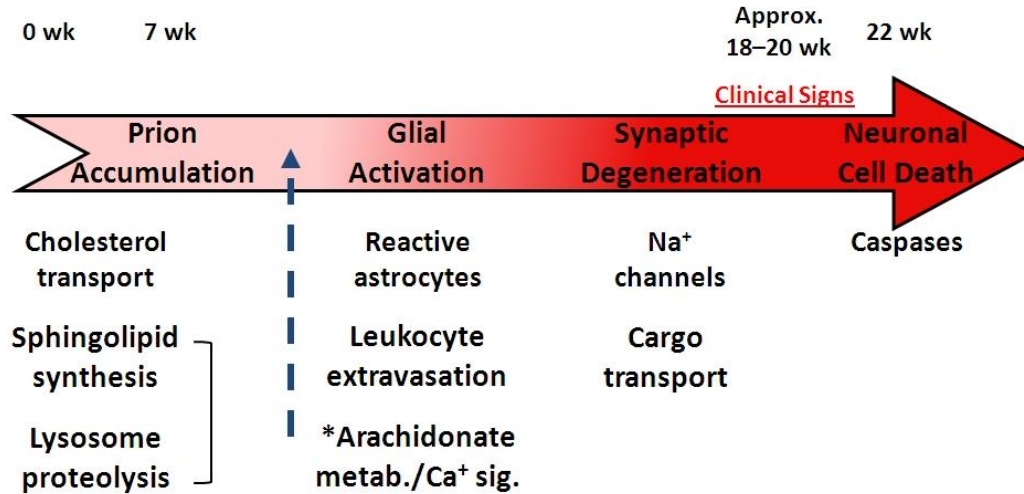 0 wk
7 wk
Approx.
18–20 wk
22 wk
Clinical Signs
Prion
Accumulation
Glial
Activation
Synaptic
Degeneration
Neuronal
Cell Death
Cholesterol
transport
Sphingolipid
synthesis
Lysosome
proteolysis
Reactive
astrocytes
Leukocyte
extravasation
*Arachidonate
metab./Ca⁺ sig.
Na⁺
channels
Cargo
transport
Caspases